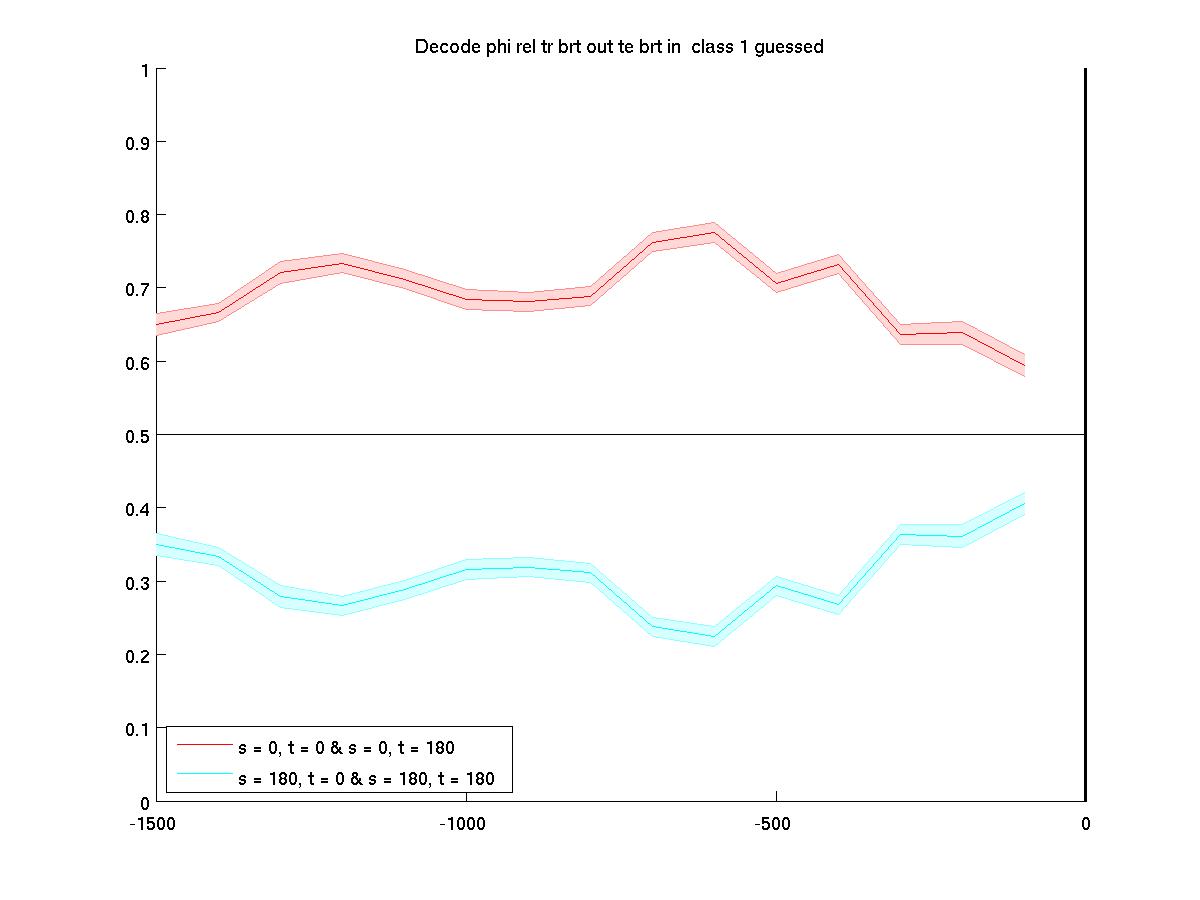 Decode phi rel tr brt out te brt in  class 1 guessed
1
0.9
0.8
0.7
0.6
0.5
0.4
0.3
0.2
0.1
0
s = 0, t = 0 & s = 0, t = 180
s = 180, t = 0 & s = 180, t = 180
-1500 -1000 -500 0